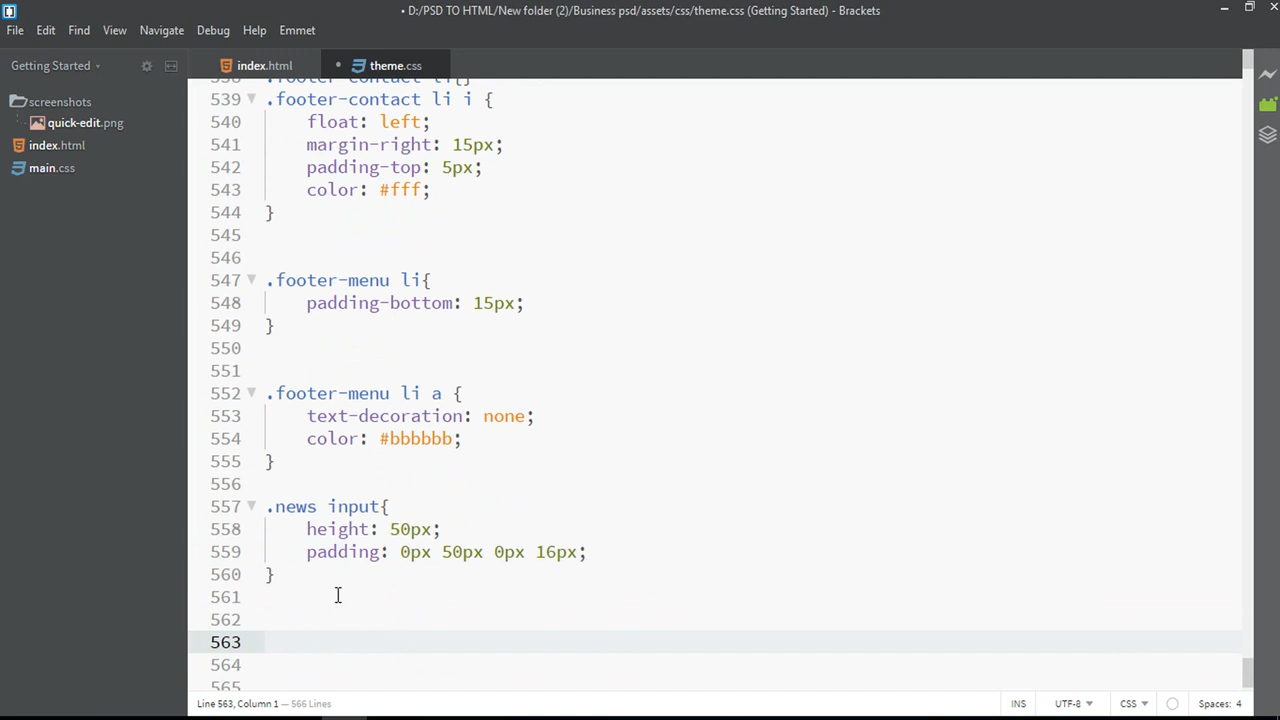 • D:/PSD TO HTML/New folder (2)/Business psd/assets/css/theme.css (Getting Started) - Brackets
File Edit Find View Navigate Debug Help Emmet
Getting Started
index.html
• theme.css
screenshots
quick-edit.png
index.html
main.css
538 .footer-contact li{}
539 .footer-contact li i {
540 float: left;
541 margin-right: 15px;
542 padding-top: 5px;
543 color: #fff;
544 }
545
546
547 .footer-menu li{
548 padding-bottom: 15px;
549 }
550
551
552 .footer-menu li a {
553 text-decoration: none;
554 color: #bbbbbb;
555 }
556
557 .news input{
558 height: 50px;
559 padding: 0px 50px 0px 16px;
560 }
561
562
563
564
565
Line 563, Column 1 — 566 Lines
INS UTF-8 CSS Spaces: 4